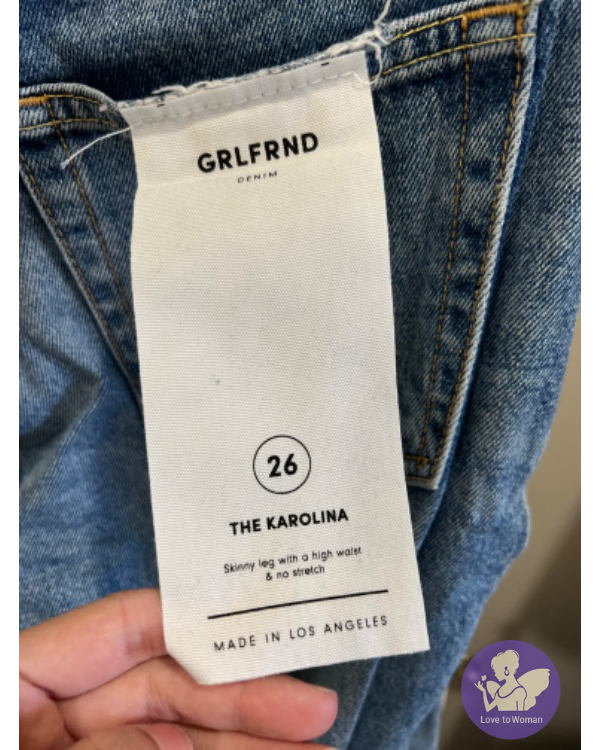 GRLFRND
DENIM
26
THE KAROLINA
Skinny leg with a high waist
& no stretch
MADE IN LOS ANGELES
Love to Woman